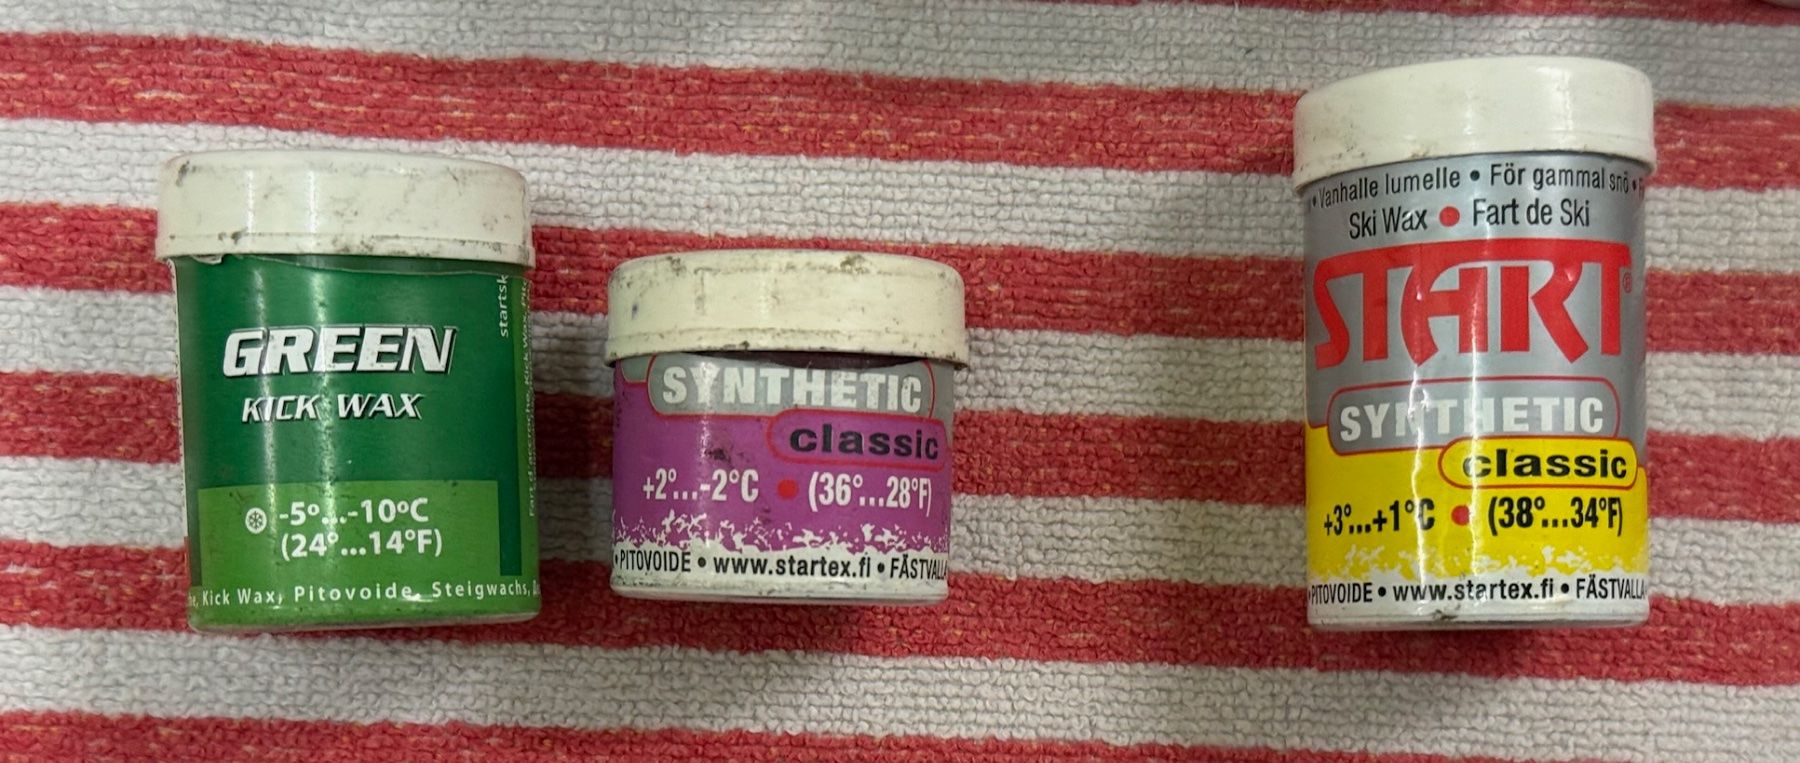 GREEN
KICK WAX
-5°...-10°C
(24°...14°F)
Kick Wax, Pitovoide, Steigwachs,
startsk
SYNTHETIC
classic
+2°...-2°C • (36°...28°F)
• PITOVOIDE • www.startex.fi • FÄSTVALLA
• Vanhalle lumelle • För gammal snö •
Ski Wax • Fart de Ski
START®
SYNTHETIC
classic
+3°...+1°C • (38°...34°F)
• PITOVOIDE • www.startex.fi • FÄSTVALLA